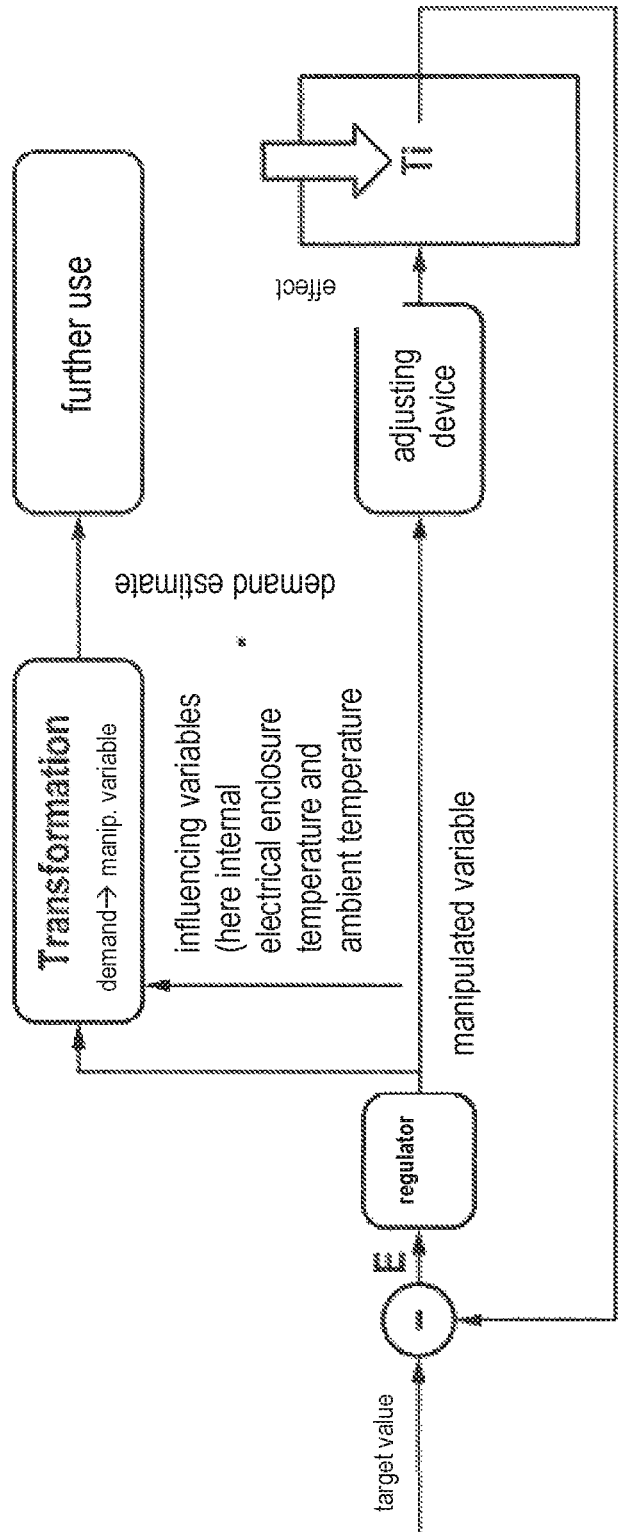 Transformation
demand→ manip. variable
further use
demand estimate
influencing variables
(here internal
electrical enclosure
temperature and
ambient temperature
effect
Ti
target value
-
E
regulator
manipulated variable
adjusting
device